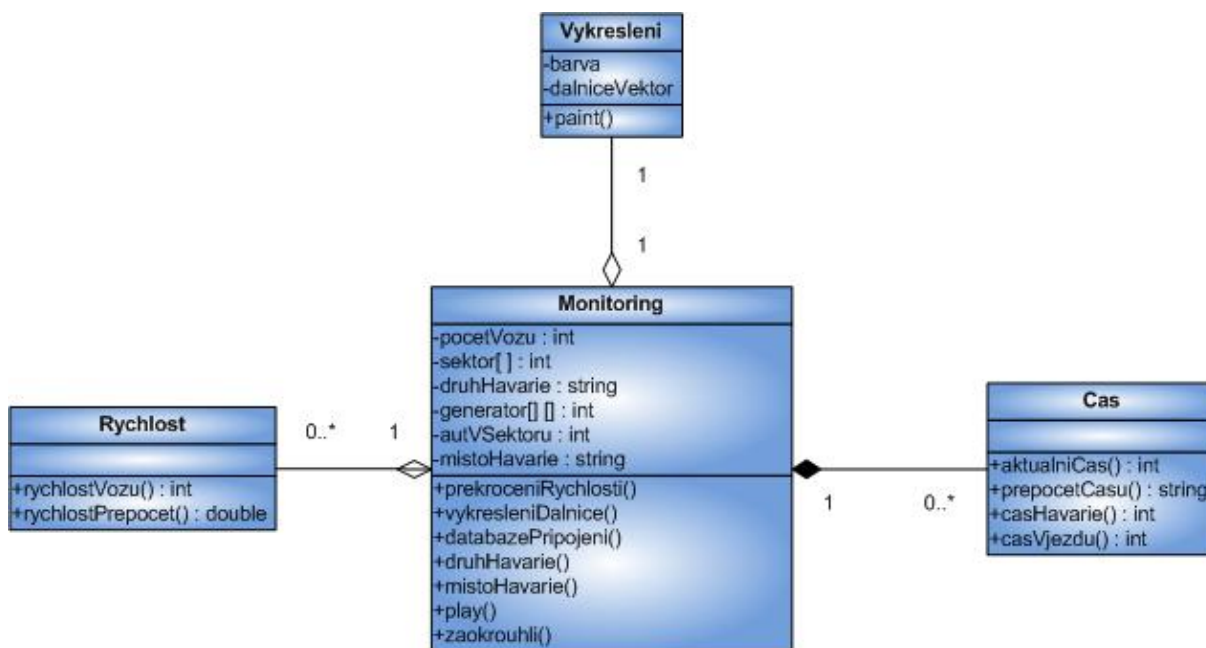 Vykresleni
-barva
-dalniceVektor
+paint()
1
1
Monitoring
-pocetVozu : int
-sektor[ ] : int
-druhHavarie : string
-generator[] [] : int
-autVSektoru : int
-mistoHavarie : string
+prekroceniRychlosti()
+vykresleniDalnice()
+databazePripojeni()
+druhHavarie()
+mistoHavarie()
+play()
+zaokrouhli()
Rychlost
+rychlostVozu() : int
+rychlostPrepocet() : double
0..*
1
1
0..*
Cas
+aktualniCas() : int
+prepocetCasu() : string
+casHavarie() : int
+casVjezdu() : int